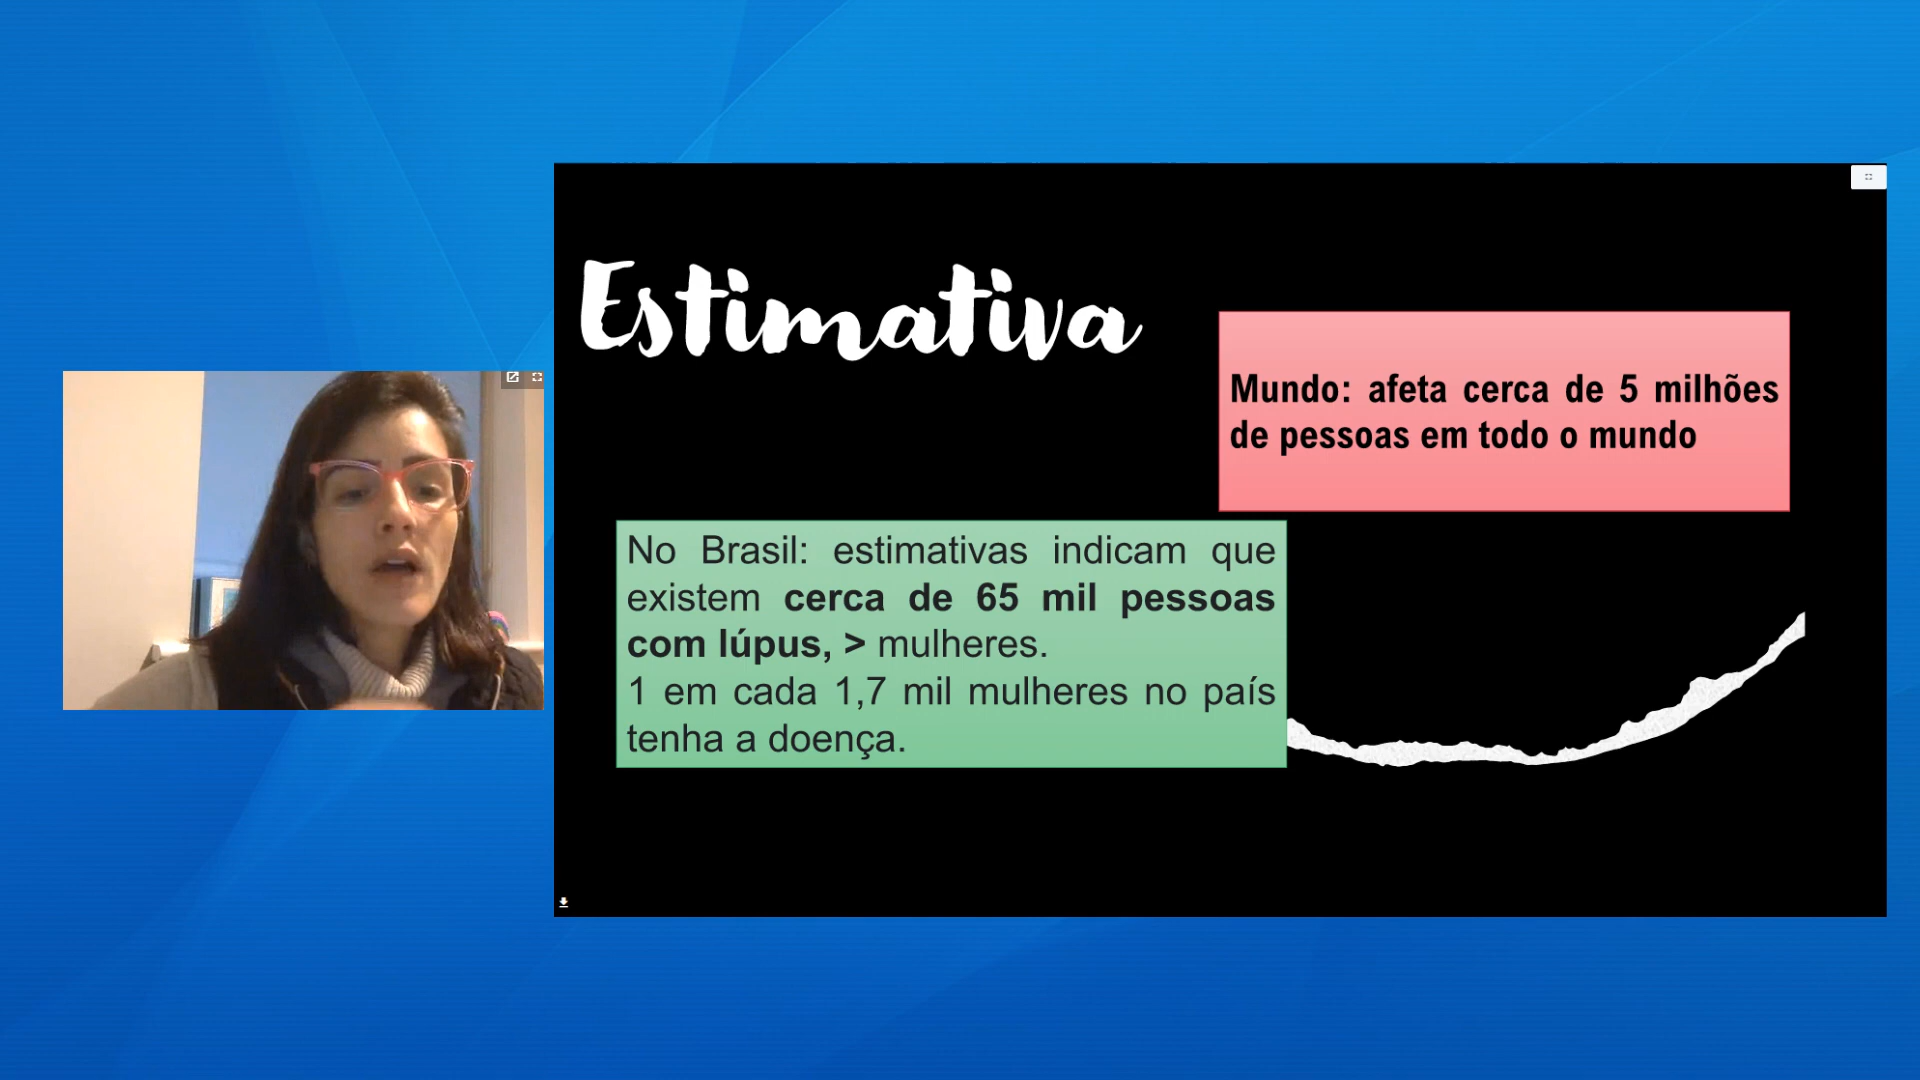 Estimativa
Mundo: afeta cerca de 5 milhões
de pessoas em todo o mundo
No Brasil: estimativas indicam que
existem cerca de 65 mil pessoas
com lúpus, > mulheres.
1 em cada 1,7 mil mulheres no país
tenha a doença.